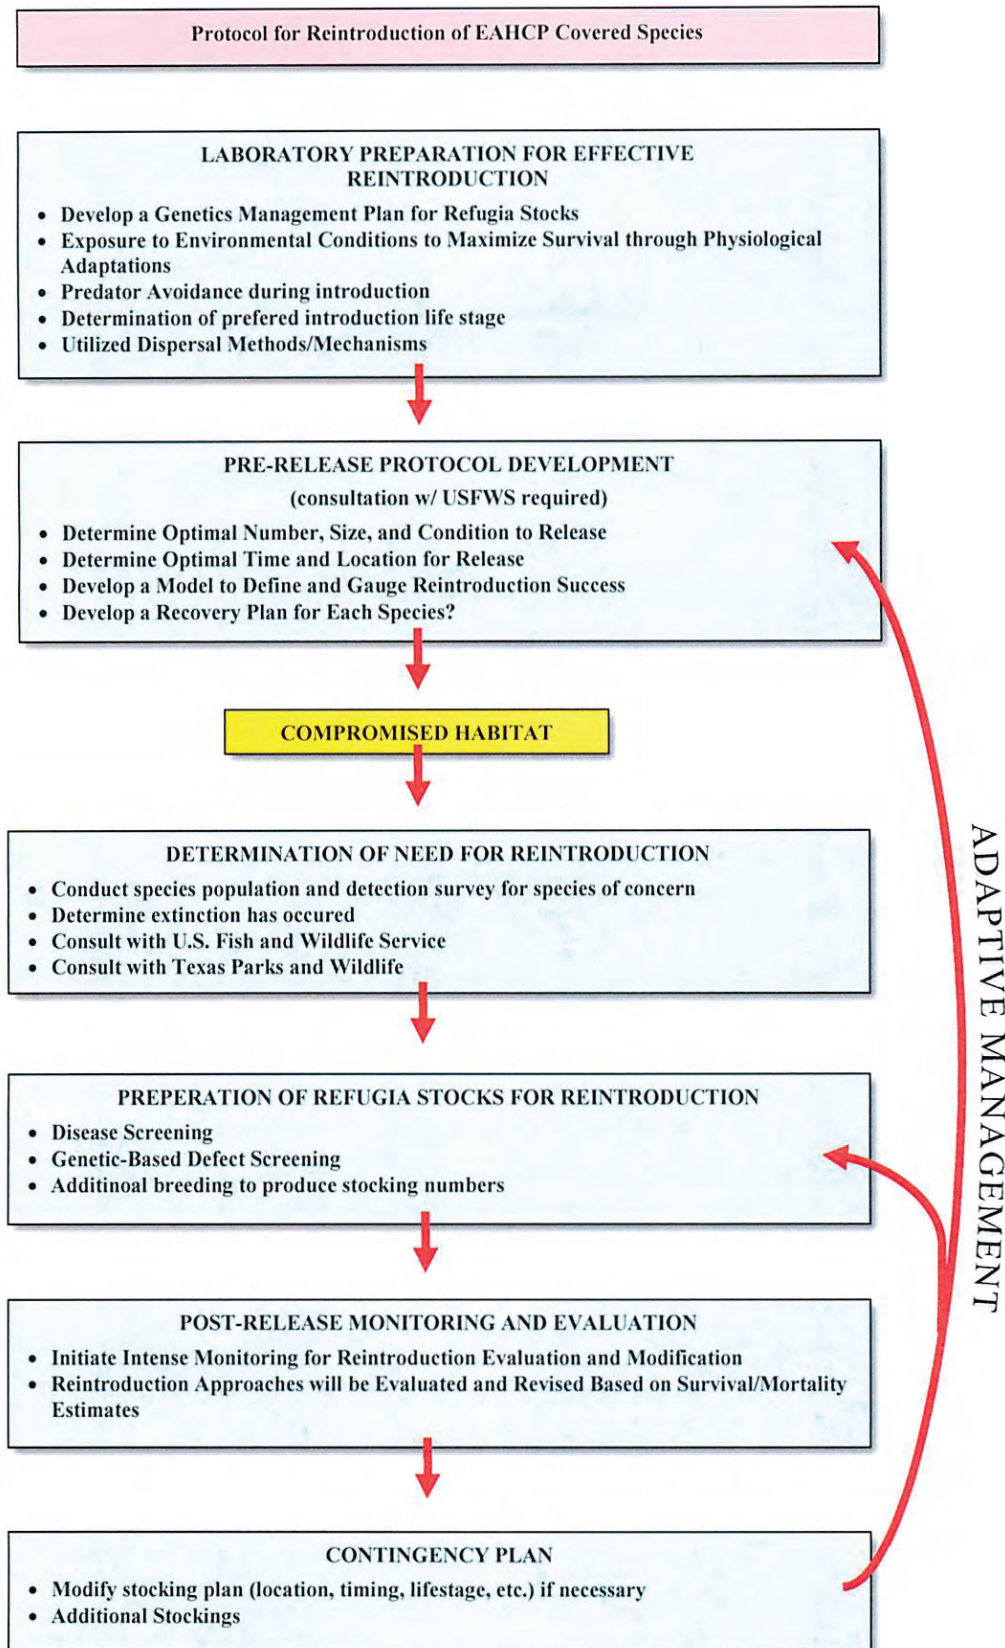 Protocol for Reintroduction of EAHCP Covered Species
LABORATORY PREPARATION FOR EFFECTIVE
REINTRODUCTION
• Develop a Genetics Management Plan for Refugia Stocks
• Exposure to Environmental Conditions to Maximize Survival through Physiological
Adaptations
• Predator Avoidance during introduction
• Determination of prefered introduction life stage
• Utilized Dispersal Methods/Mechanisms
PRE-RELEASE PROTOCOL DEVELOPMENT
(consultation w/ USFWS required)
• Determine Optimal Number, Size, and Condition to Release
• Determine Optimal Time and Location for Release
• Develop a Model to Define and Gauge Reintroduction Success
• Develop a Recovery Plan for Each Species?
COMPROMISED HABITAT
DETERMINATION OF NEED FOR REINTRODUCTION
• Conduct species population and detection survey for species of concern
• Determine extinction has occured
• Consult with U.S. Fish and Wildlife Service
• Consult with Texas Parks and Wildlife
PREPERATION OF REFUGIA STOCKS FOR REINTRODUCTION
• Disease Screening
• Genetic-Based Defect Screening
• Additinoal breeding to produce stocking numbers
POST-RELEASE MONITORING AND EVALUATION
• Initiate Intense Monitoring for Reintroduction Evaluation and Modification
• Reintroduction Approaches will be Evaluated and Revised Based on Survival/Mortality
Estimates
CONTINGENCY PLAN
• Modify stocking plan (location, timing, lifestage, etc.) if necessary
• Additional Stockings
ADAPTIVE MANAGEMENT